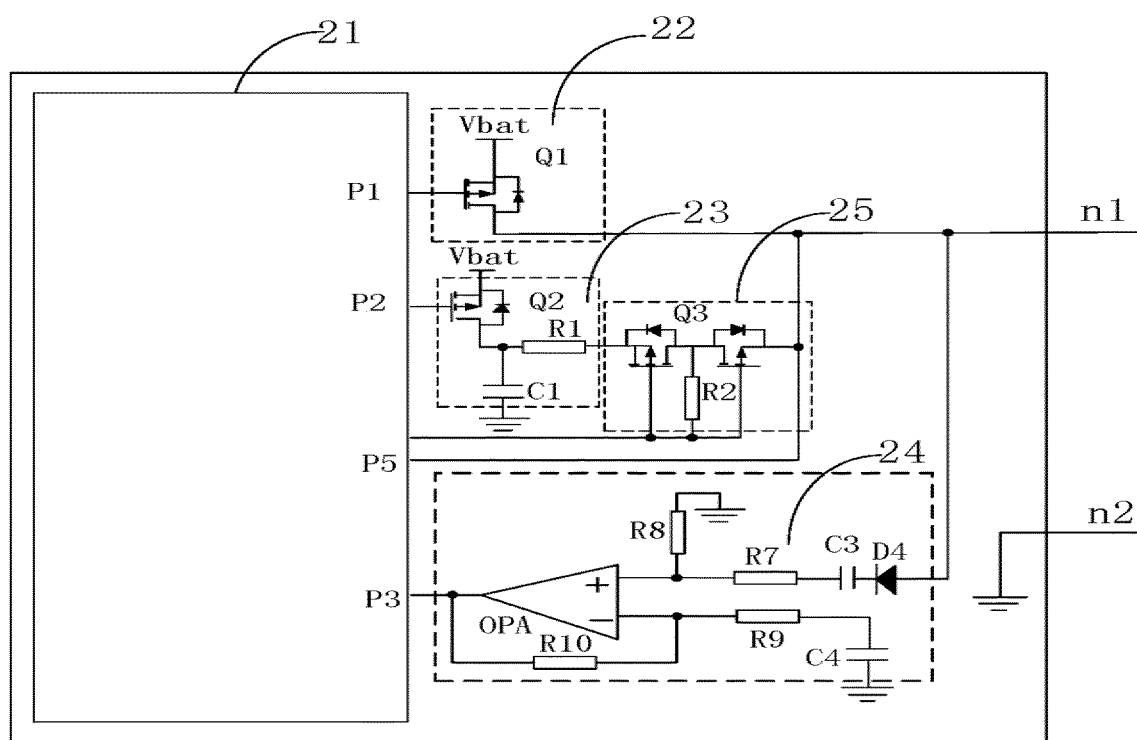 21
22
Vbat
Q1
P1
23
25
n1
Vbat
P2
Q2
R1
Q3
C1
R2
P5
24
n2
R8
R7
C3
D4
P3
+
OPA
−
R10
R9
C4